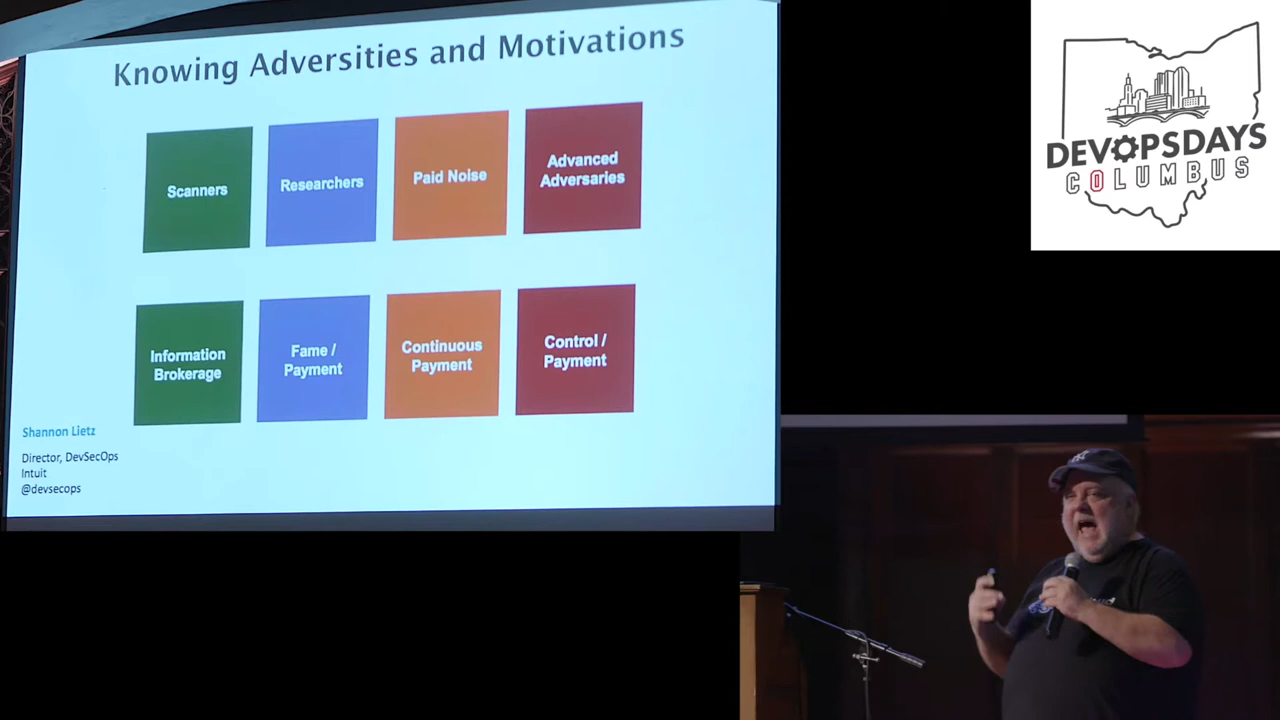 Knowing Adversities and Motivations
Scanners
Researchers
Paid Noise
Advanced
Adversaries
Information
Brokerage
Fame /
Payment
Continuous
Payment
Control /
Payment
Shannon Lietz
Director, DevSecOps
Intuit
@devsecops
DEVOPSDAYS
COLUMBUS